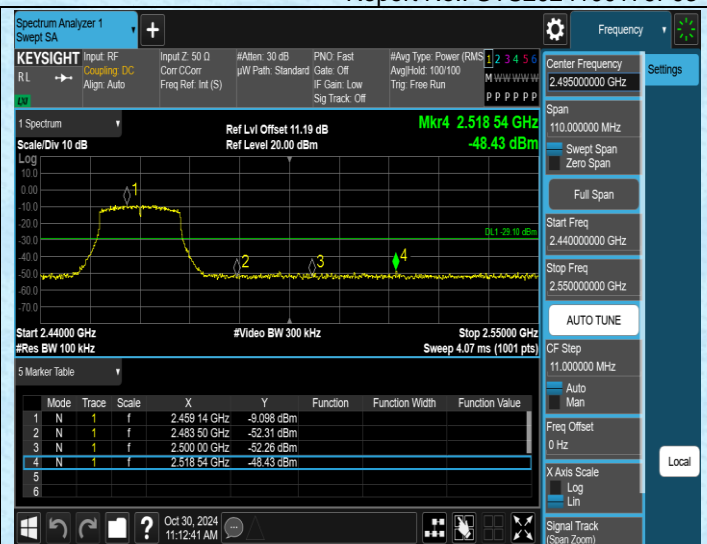 Spectrum Analyzer 1
Swept SA
Frequency
KEYSIGHT
RL
Input: RF
Coupling: DC
Align: Auto
Input Z: 50 Ω
Corr CCorr
Freq Ref: Int (S)
#Atten: 30 dB
µW Path: Standard
PNO: Fast
Gate: Off
IF Gain: Low
Sig Track: Off
#Avg Type: Power (RMS
Avg|Hold: 100/100
Trig: Free Run
1 2 3 4 5 6
M W W W W W
P P P P P P
LNI
1 Spectrum
Scale/Div 10 dB
Ref Lvl Offset 11.19 dB
Ref Level 20.00 dBm
Mkr4 2.518 54 GHz
-48.43 dBm
Log
10.0
0.00
-10.0
-20.0
-30.0
-40.0
-50.0
-60.0
-70.0
1
2
3
4
DL1 -29.10 dBm
Start 2.44000 GHz
#Res BW 100 kHz
#Video BW 300 kHz
Stop 2.55000 GHz
Sweep 4.07 ms (1001 pts)
5 Marker Table
Mode Trace Scale X Y Function Function Width Function Value
1 N 1 f 2.459 14 GHz -9.098 dBm
2 N 1 f 2.483 50 GHz -52.31 dBm
3 N 1 f 2.500 00 GHz -52.26 dBm
4 N 1 f 2.518 54 GHz -48.43 dBm
5
6
Oct 30, 2024
11:12:41 AM
Center Frequency
2.495000000 GHz
Settings
Span
110.000000 MHz
Swept Span
Zero Span
Full Span
Start Freq
2.440000000 GHz
Stop Freq
2.550000000 GHz
AUTO TUNE
CF Step
11.000000 MHz
Auto
Man
Freq Offset
0 Hz
X Axis Scale
Log
Lin
Local
Signal Track
(Span Zoom)